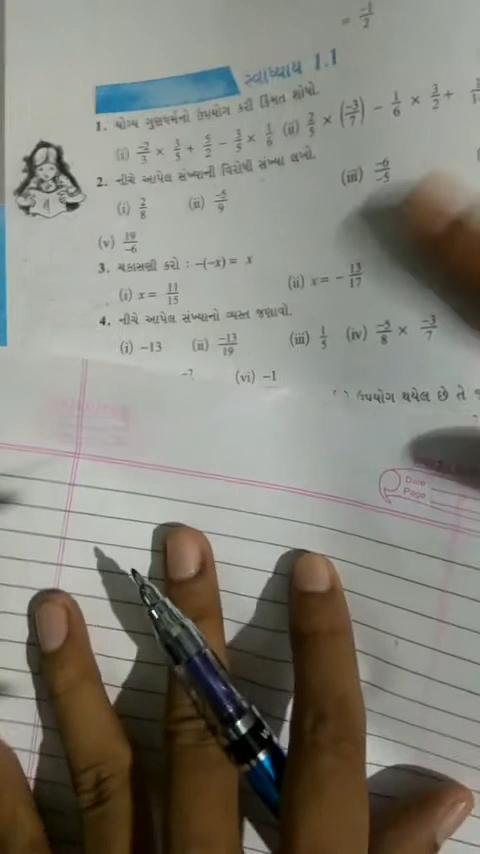 = -1/2
સ્વાધ્યાય 1.1
1. યોગ્ય ગુણધર્મનો ઉપયોગ કરી કિંમત શોધો.
(i) -2/3 × 3/5 + 5/2 - 3/5 × 1/6 (ii) 2/5 × (-3/7) - 1/6 × 3/2 +
2. નીચે આપેલ સંખ્યાની વિરોધી સંખ્યા લખો.
(i) 2/8 (ii) -5/9 (iii) -6/-5
(v) 19/-6
3. ચકાસણી કરો : -(-x) = x
(i) x = 11/15 (ii) x = - 13/17
4. નીચે આપેલ સંખ્યાનો વ્યસ્ત જણાવો.
(i) -13 (ii) -13/19 (iii) 1/5 (iv) -5/8 × -3/7
(vi) -1
ઉપયોગ થયેલ છે તે
Date
Page